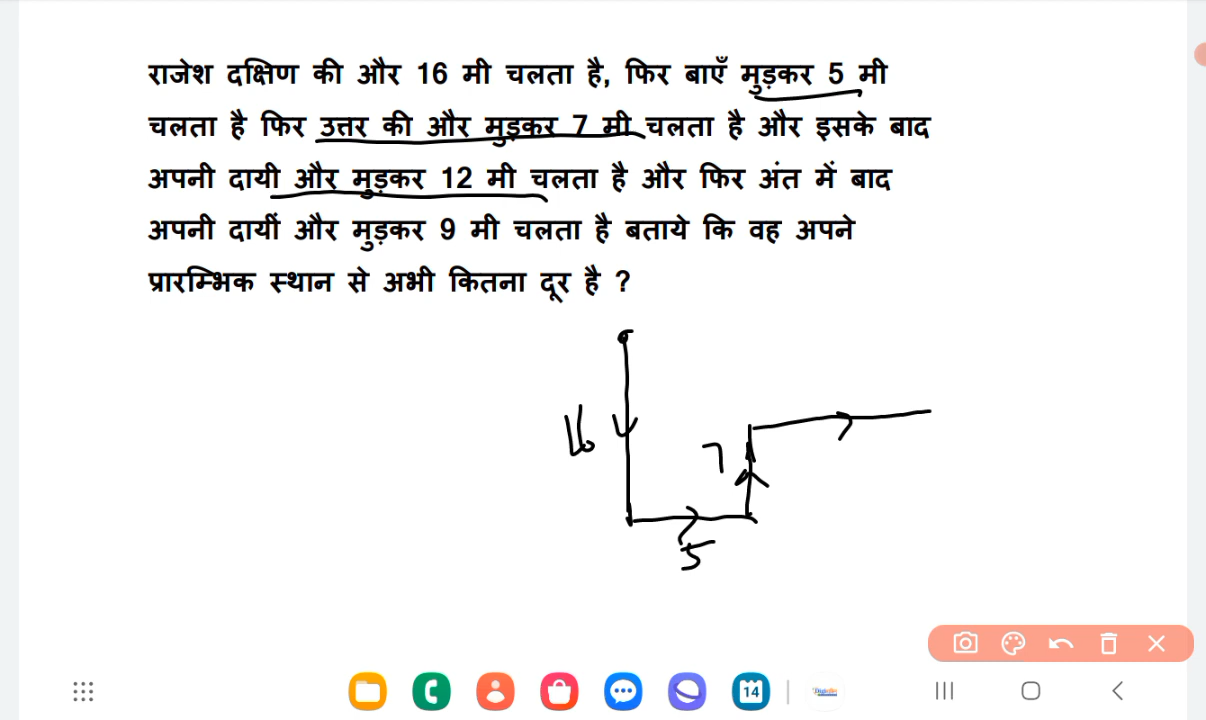 राजेश दक्षिण की और 16 मी चलता है, फिर बाएँ मुड़कर 5 मी
चलता है फिर उत्तर की और मुड़कर 7 मी चलता है और इसके बाद
अपनी दायी और मुड़कर 12 मी चलता है और फिर अंत में बाद
अपनी दायीं और मुड़कर 9 मी चलता है बताये कि वह अपने
प्रारम्भिक स्थान से अभी कितना दूर है ?
16
7
5
14